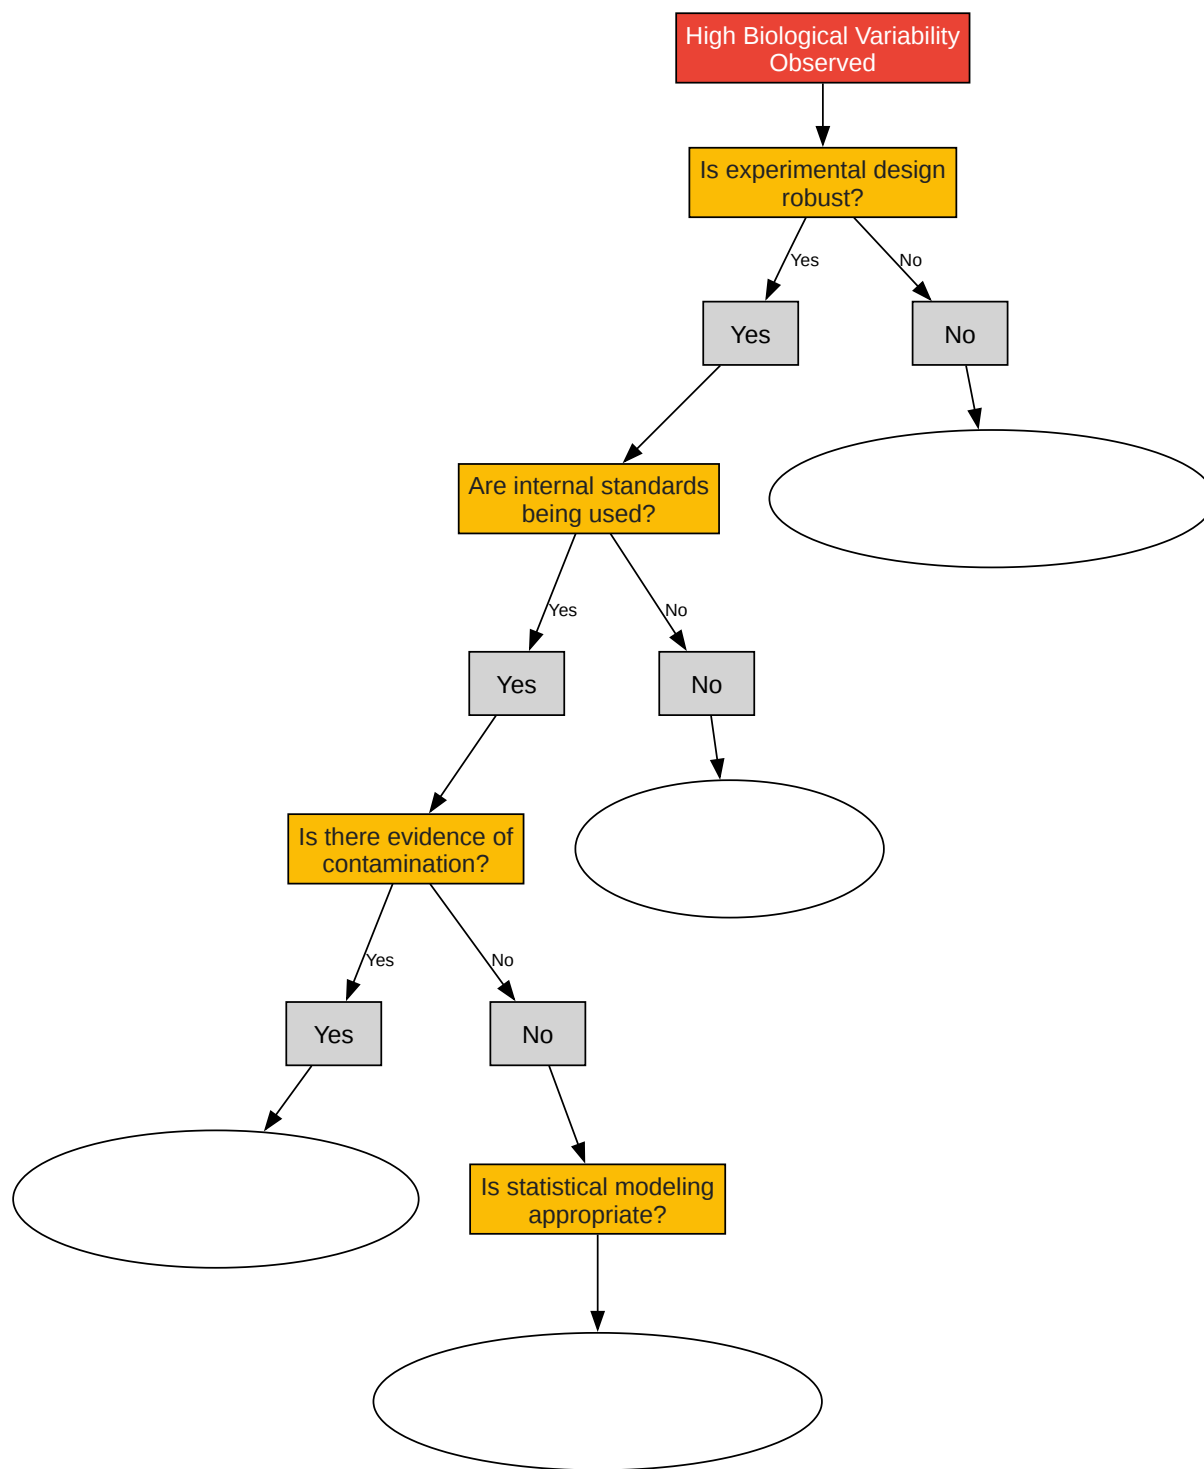 High Biological Variability
Observed
Is experimental design
robust?
Yes
No
Yes
No
Are internal standards
being used?
Yes
No
Yes
No
Is there evidence of
contamination?
Yes
No
Yes
No
Is statistical modeling
appropriate?